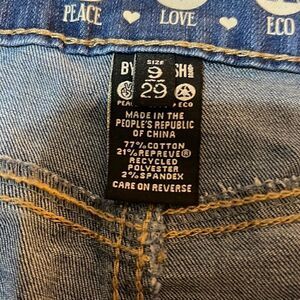 PEACE LOVE ECO
SIZE
9
29
ECO
MADE IN THE
PEOPLE'S REPUBLIC
OF CHINA
77% COTTON
21% REPREVE®
RECYCLED
POLYESTER
2% SPANDEX
CARE ON REVERSE